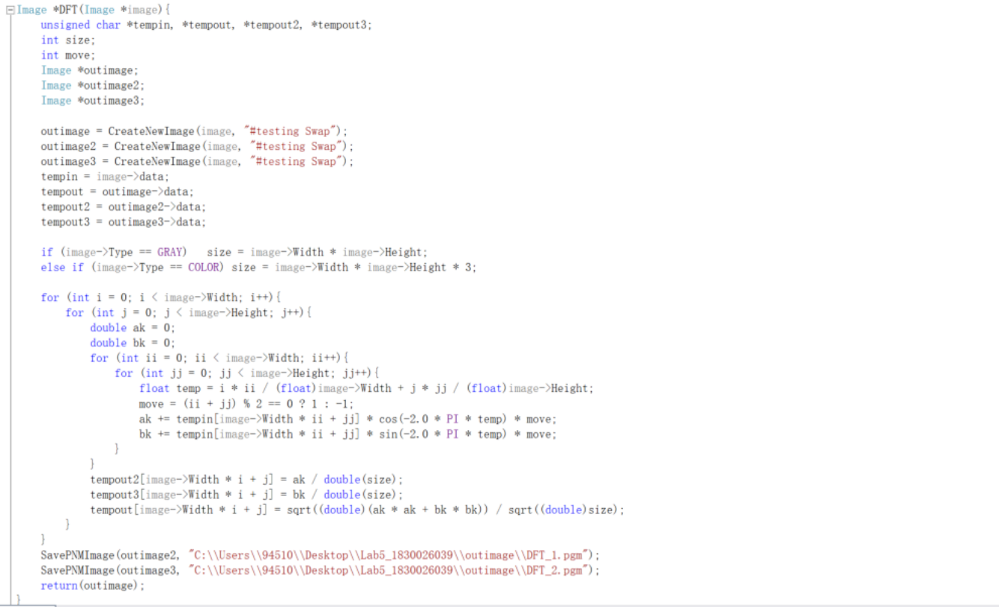 Image *DFT(Image *image){
    unsigned char *tempin, *tempout, *tempout2, *tempout3;
    int size;
    int move;
    Image *outimage;
    Image *outimage2;
    Image *outimage3;

    outimage = CreateNewImage(image, "#testing Swap");
    outimage2 = CreateNewImage(image, "#testing Swap");
    outimage3 = CreateNewImage(image, "#testing Swap");
    tempin = image->data;
    tempout = outimage->data;
    tempout2 = outimage2->data;
    tempout3 = outimage3->data;

    if (image->Type == GRAY)   size = image->Width * image->Height;
    else if (image->Type == COLOR) size = image->Width * image->Height * 3;

    for (int i = 0; i < image->Width; i++){
        for (int j = 0; j < image->Height; j++){
            double ak = 0;
            double bk = 0;
            for (int ii = 0; ii < image->Width; ii++){
                for (int jj = 0; jj < image->Height; jj++){
                    float temp = i * ii / (float)image->Width + j * jj / (float)image->Height;
                    move = (ii + jj) % 2 == 0 ? 1 : -1;
                    ak += tempin[image->Width * ii + jj] * cos(-2.0 * PI * temp) * move;
                    bk += tempin[image->Width * ii + jj] * sin(-2.0 * PI * temp) * move;
                }
            }
            tempout2[image->Width * i + j] = ak / double(size);
            tempout3[image->Width * i + j] = bk / double(size);
            tempout[image->Width * i + j] = sqrt((double)(ak * ak + bk * bk)) / sqrt((double)size);
        }
    }
    SavePNMImage(outimage2, "C:\\Users\\94510\\Desktop\\Lab5_1830026039\\outimage\\DFT_1.pgm");
    SavePNMImage(outimage3, "C:\\Users\\94510\\Desktop\\Lab5_1830026039\\outimage\\DFT_2.pgm");
    return(outimage);
}